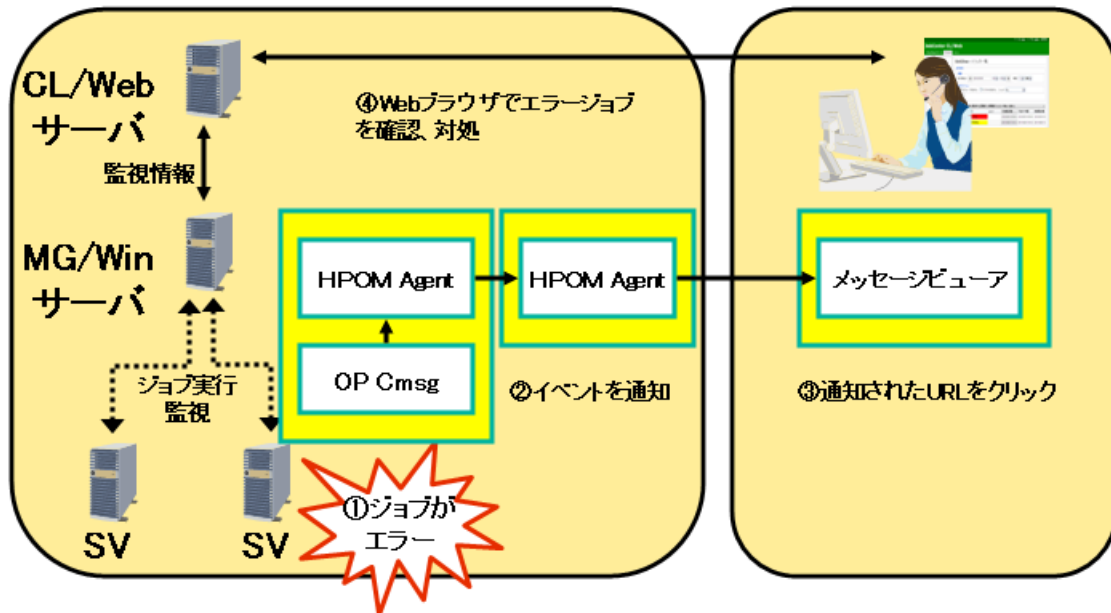 CL/Web
サーバ
④Webブラウザでエラージョブ
を確認、対処
監視情報
MG/Win
サーバ
HPOM Agent
HPOM Agent
メッセージビューア
OP Cmsg
ジョブ実行
監視
②イベントを通知
③通知されたURLをクリック
①ジョブが
エラー
SV
SV